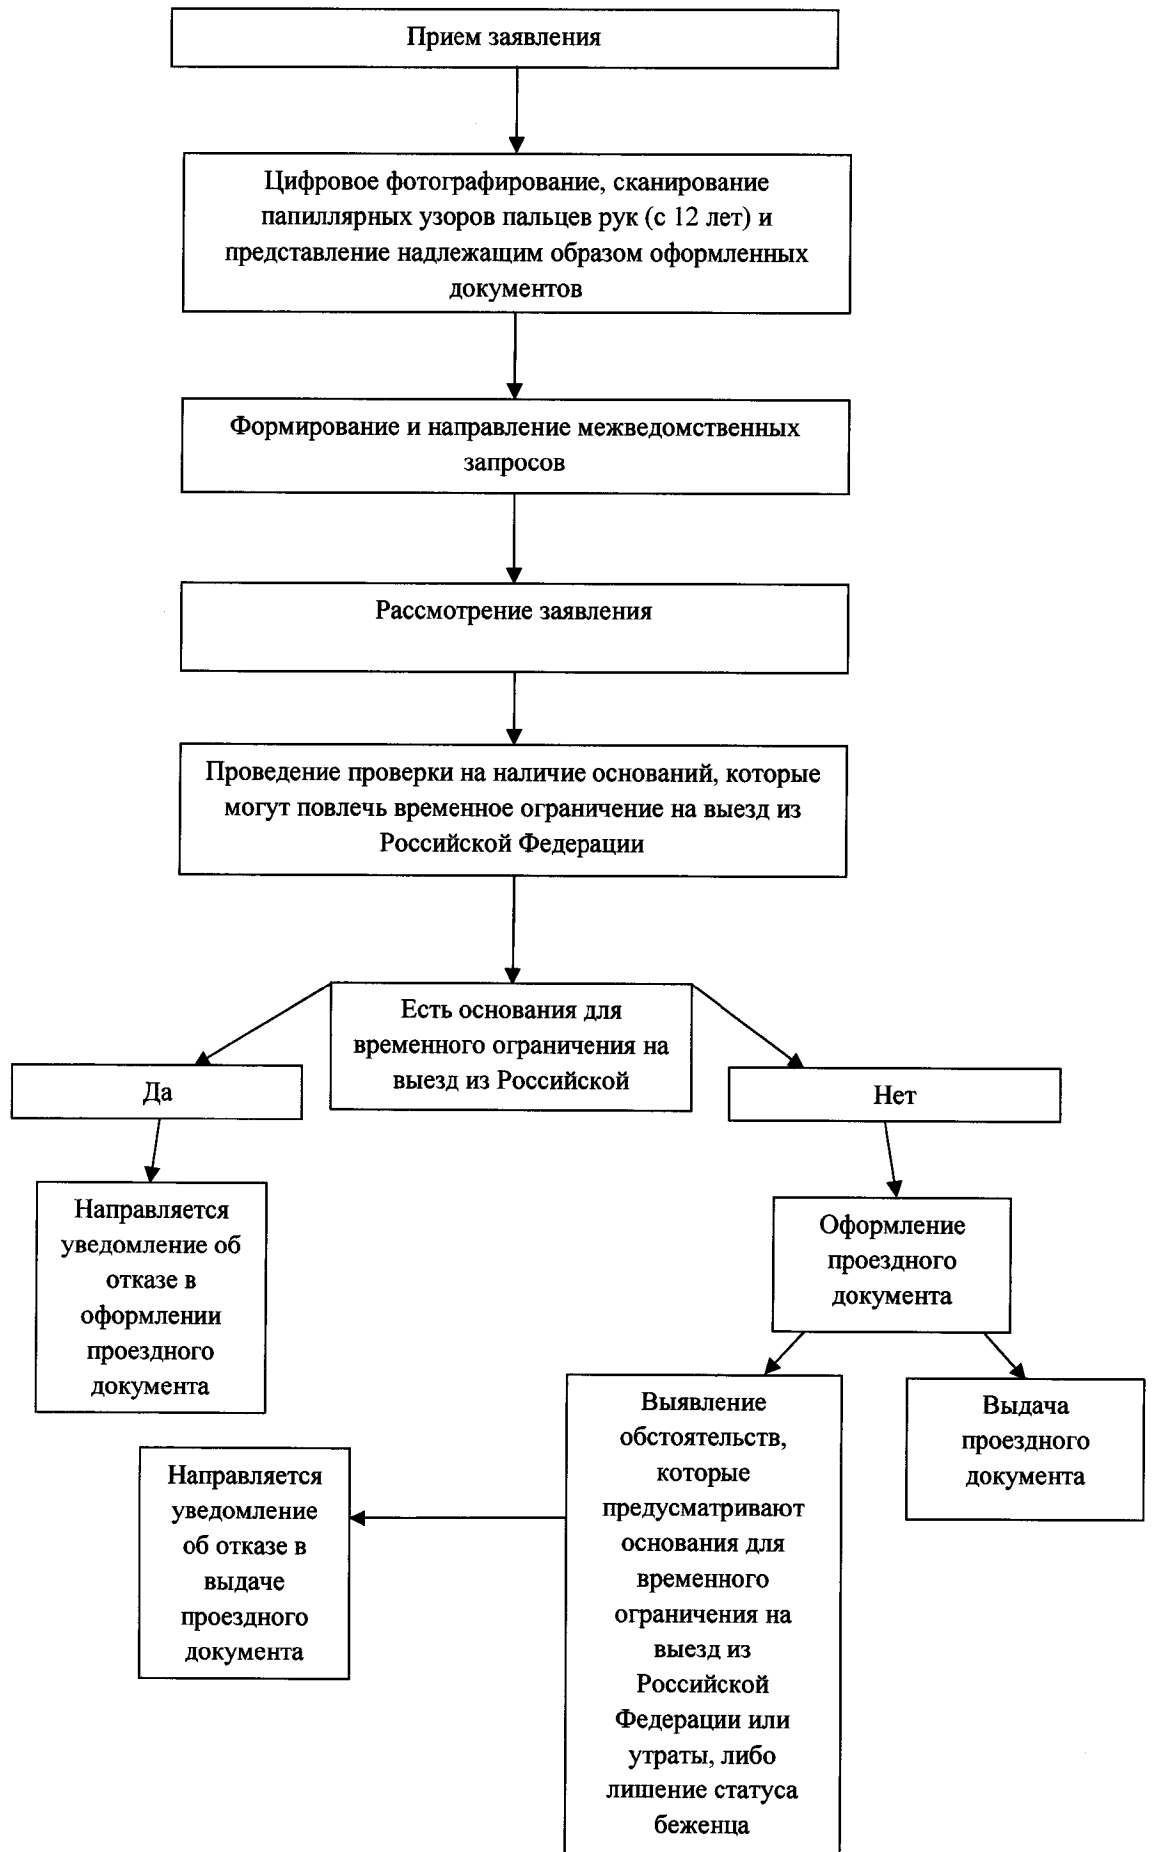 Прием заявления
Цифровое фотографирование, сканирование
папиллярных узоров пальцев рук (с 12 лет) и
представление надлежащим образом оформленных
документов
Формирование и направление межведомственных
запросов
Рассмотрение заявления
Проведение проверки на наличие оснований, которые
могут повлечь временное ограничение на выезд из
Российской Федерации
Есть основания для
временного ограничения на
выезд из Российской
Да
Нет
Направляется
уведомление об
отказе в
оформлении
проездного
документа
Оформление
проездного
документа
Выявление
обстоятельств,
которые
предусматривают
основания для
временного
ограничения на
выезд из
Российской
Федерации или
утраты, либо
лишение статуса
беженца
Выдача
проездного
документа
Направляется
уведомление
об отказе в
выдаче
проездного
документа